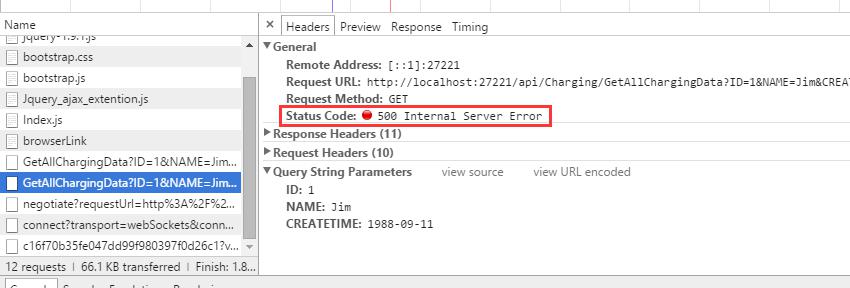 Name
jquery-1.9.1.js
bootstrap.css
bootstrap.js
Jquery_ajax_extention.js
Index.js
browserLink
GetAllChargingData?ID=1&NAME=Jim...
GetAllChargingData?ID=1&NAME=Jim...
negotiate?requestUrl=http%3A%2F%2...
connect?transport=webSockets&conn...
c16f70b35fe047dd99f980397f0d26c1?v...
12 requests | 66.1 KB transferred | Finish: 1.8...
× Headers Preview Response Timing
General
Remote Address: [::1]:27221
Request URL: http://localhost:27221/api/Charging/GetAllChargingData?ID=1&NAME=Jim&CREA
Request Method: GET
Status Code: 500 Internal Server Error
Response Headers (11)
Request Headers (10)
Query String Parameters view source view URL encoded
ID: 1
NAME: Jim
CREATETIME: 1988-09-11